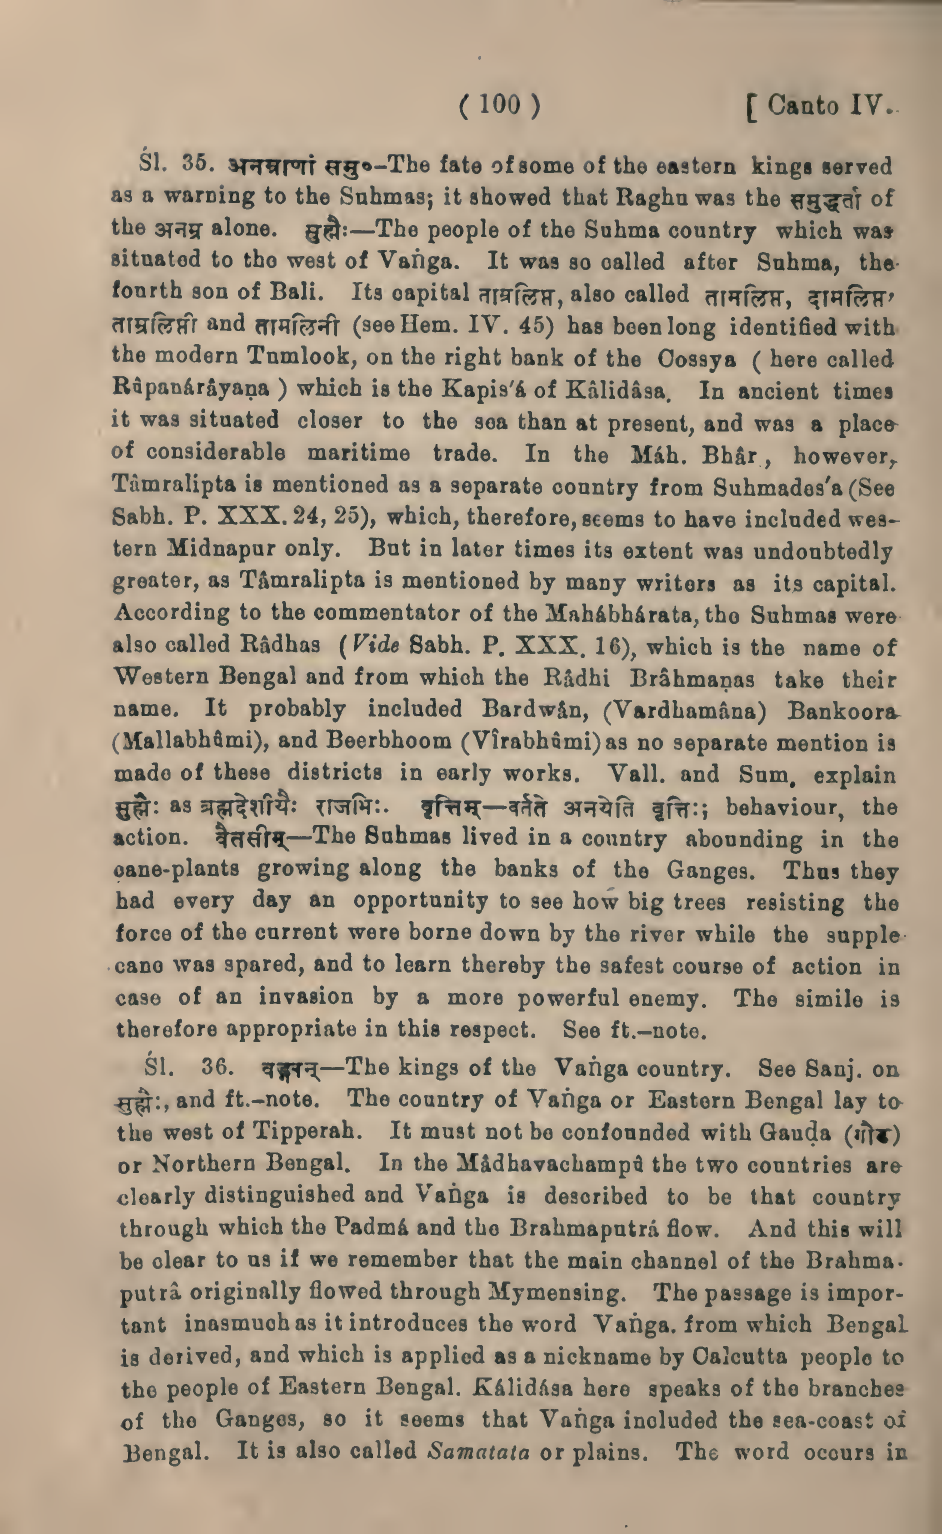 ( 100 ) [ Canto IV.
Śl. 35. अनम्राणां समु०–The fate of some of the eastern kings served
as a warning to the Suhmas; it showed that Raghu was the समुद्धर्ता of
the अनम्र alone. सुह्मैः—The people of the Suhma country which was
situated to the west of Vaṅga. It was so called after Suhma, the
fourth son of Bali. Its capital ताम्रलिप्त, also called तामलिप्त, दामलिप्त,
ताम्रलिप्ती and तामलिनी (see Hem. IV. 45) has been long identified with
the modern Tumlook, on the right bank of the Cossya ( here called
Râpanáráyaṇa ) which is the Kapis'á of Kâlidâsa. In ancient times
it was situated closer to the sea than at present, and was a place
of considerable maritime trade. In the Máh. Bhâr., however,
Tâmralipta is mentioned as a separate country from Suhmades'a (See
Sabh. P. XXX. 24, 25), which, therefore, seems to have included wes-
tern Midnapur only. But in later times its extent was undoubtedly
greater, as Tâmralipta is mentioned by many writers as its capital.
According to the commentator of the Mahábhárata, the Suhmas were
also called Râdhas (Vide Sabh. P. XXX. 16), which is the name of
Western Bengal and from which the Râdhi Brâhmaṇas take their
name. It probably included Bardwân, (Vardhamâna) Bankoora
(Mallabhûmi), and Beerbhoom (Vîrabhûmi) as no separate mention is
made of these districts in early works. Vall. and Sum. explain
सुह्मैः as ब्रह्मदेशीयैः राजभिः. वृत्तिम्—वर्तते अनयेति वृत्तिः; behaviour, the
action. वैतसीम्—The Suhmas lived in a country abounding in the
cane-plants growing along the banks of the Ganges. Thus they
had every day an opportunity to see how big trees resisting the
force of the current were borne down by the river while the supple
cane was spared, and to learn thereby the safest course of action in
case of an invasion by a more powerful enemy. The simile is
therefore appropriate in this respect. See ft.–note.
Śl. 36. वङ्गान्—The kings of the Vaṅga country. See Sanj. on
सुह्मैः, and ft.–note. The country of Vaṅga or Eastern Bengal lay to
the west of Tipperah. It must not be confounded with Gauḍa (गौड)
or Northern Bengal. In the Mâdhavachampû the two countries are
clearly distinguished and Vaṅga is described to be that country
through which the Padmá and the Brahmaputrá flow. And this will
be clear to us if we remember that the main channel of the Brahma-
putrâ originally flowed through Mymensing. The passage is impor-
tant inasmuch as it introduces the word Vaṅga. from which Bengal
is derived, and which is applied as a nickname by Calcutta people to
the people of Eastern Bengal. Kálidása here speaks of the branches
of the Ganges, so it seems that Vaṅga included the sea-coast of
Bengal. It is also called Samatata or plains. The word occurs in